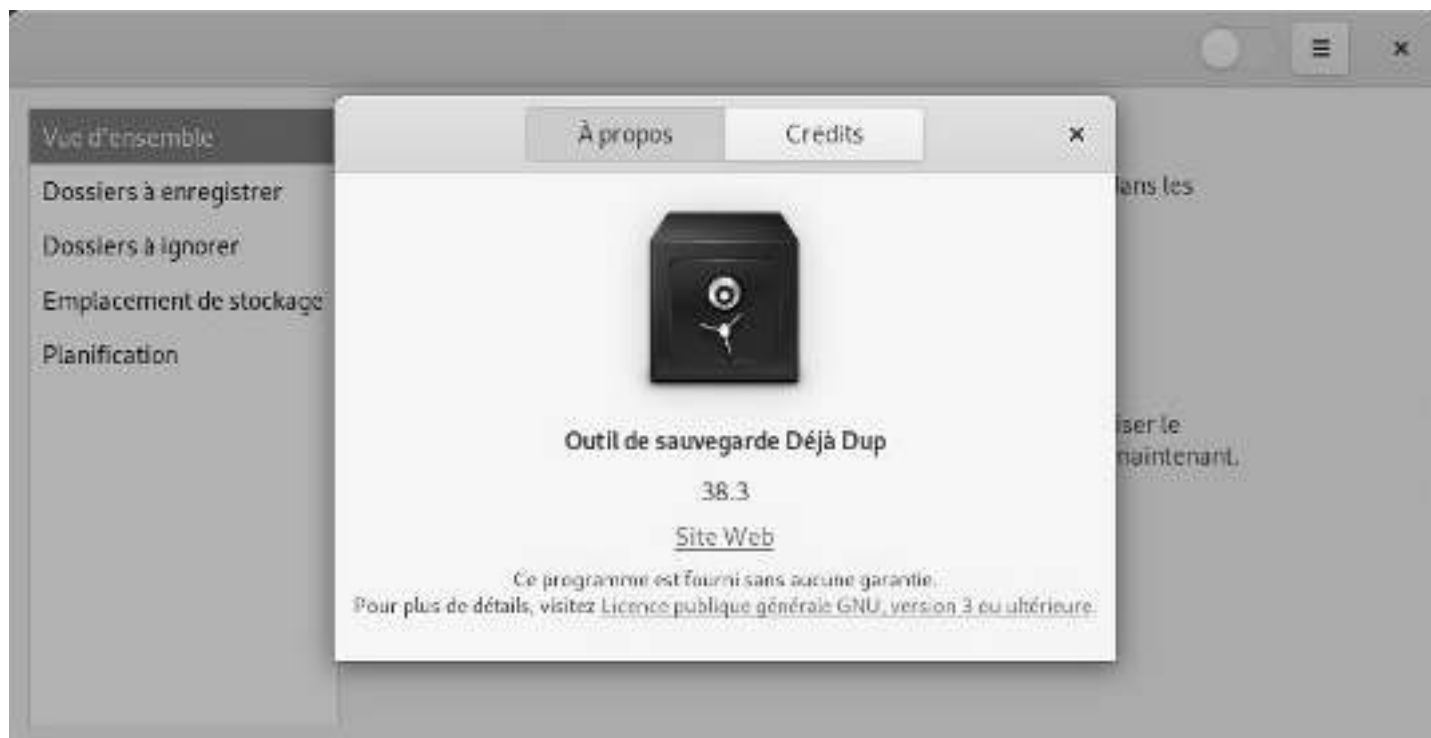 Vue d'ensemble
Dossiers à enregistrer
Dossiers à ignorer
Emplacement de stockage
Planification
À propos
Crédits
Outil de sauvegarde Déjà Dup
38.3
Site Web
Ce programme est fourni sans aucune garantie.
Pour plus de détails, visitez Licence publique générale GNU, version 3 ou ultérieure.
dans les
iser le
maintenant.